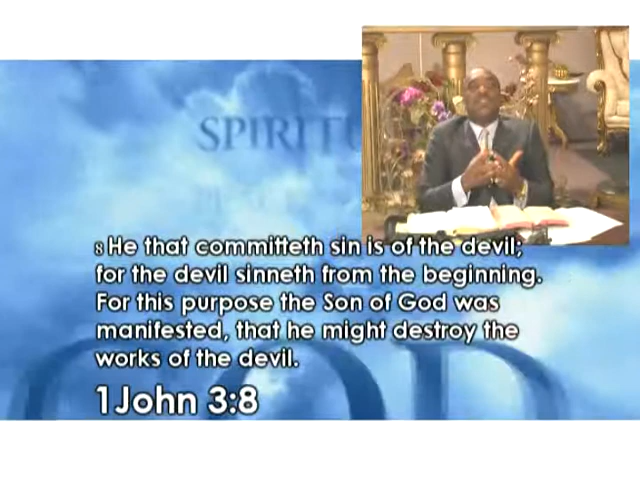 SPIRITU
8 He that committeth sin is of the devil;
for the devil sinneth from the beginning.
For this purpose the Son of God was
manifested, that he might destroy the
works of the devil.
1 John 3:8